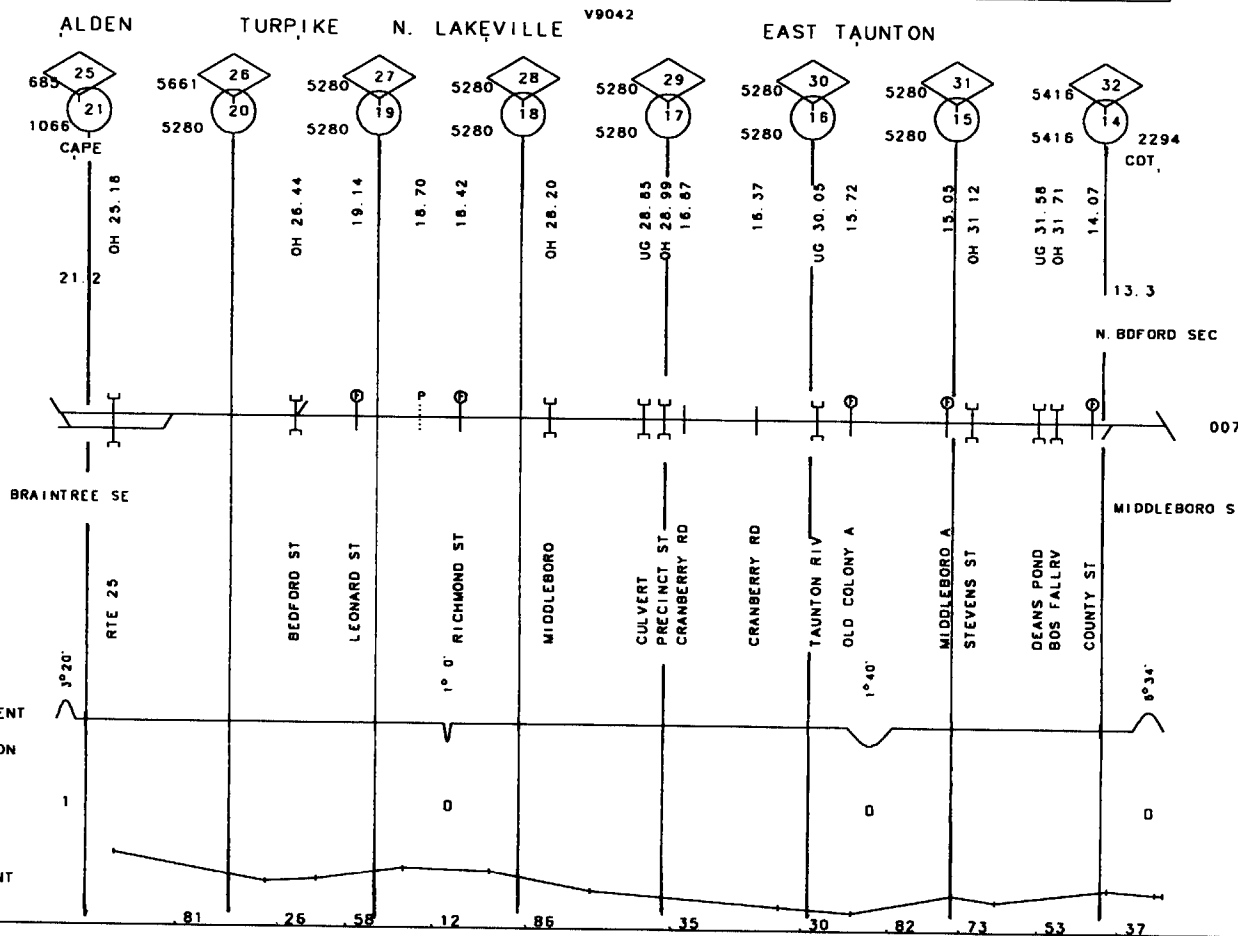 V9042
ALDEN TURPIKE N. LAKEVILLE EAST TAUNTON
25 26 27 28 29 30 31 32
685 5661 5280 5280 5280 5280 5280 5416
21 20 19 18 17 16 15 14
1066 5280 5280 5280 5280 5280 5280 5416 2294
CAPE CDT
OH 25.18
OH 26.44
19.14
18.70
18.42
OH 28.20
UG 28.85
OH 28.99
16.87
16.37
UG 30.05
15.72
15.05
OH 31 12
UG 31.58
OH 31 71
14.07
21.2 13.3
N. BDFORD SEC
P
F F F F F
007
BRAINTREE SE MIDDLEBORO S
RTE 25
BEDFORD ST
LEONARD ST
RICHMOND ST
MIDDLEBORO
CULVERT
PRECINCT ST
CRANBERRY RD
CRANBERRY RD
TAUNTON RIV
OLD COLONY A
MIDDLEBORO A
STEVENS ST
DEANS POND
BOS FALLRV
COUNTY ST
3°20' 1° 0' 1°40' 6°34'
ENT
ON
1 0 0 0
NT
.81 .26 .58 .12 .86 .35 .30 .82 .73 .53 .37